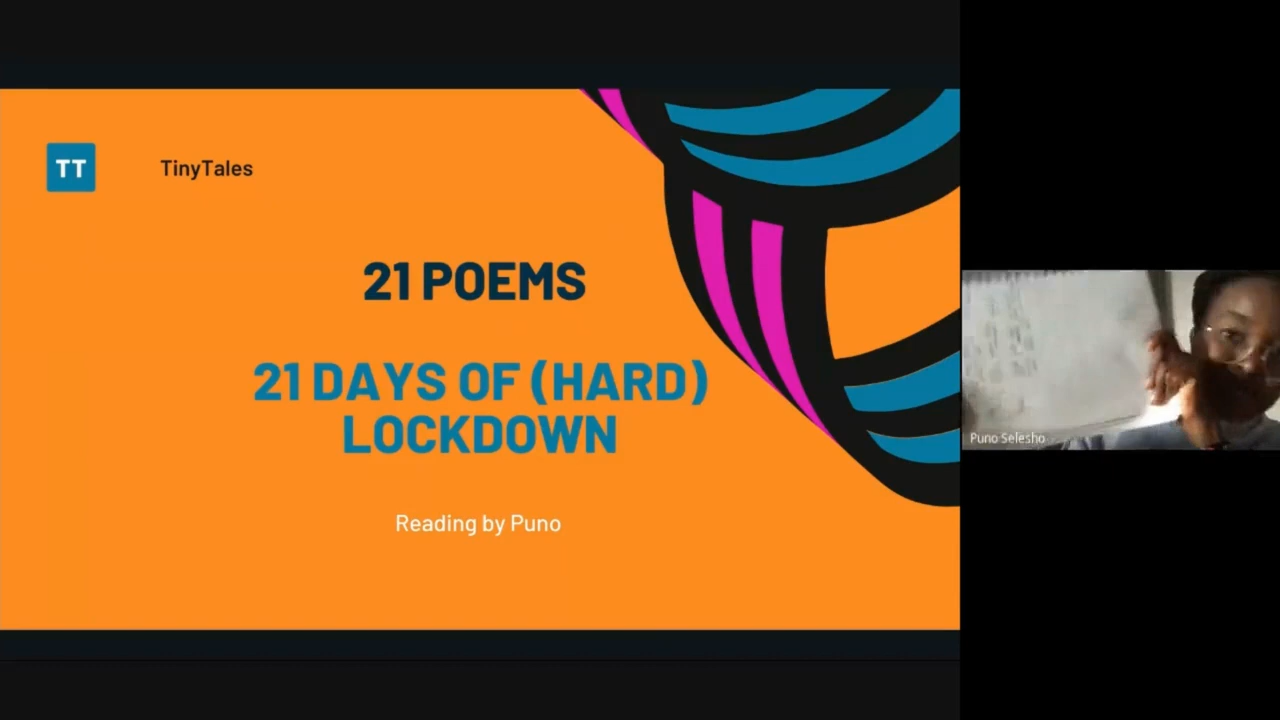 TT
TinyTales
21 POEMS
21 DAYS OF (HARD)
LOCKDOWN
Reading by Puno
Puno Selesho